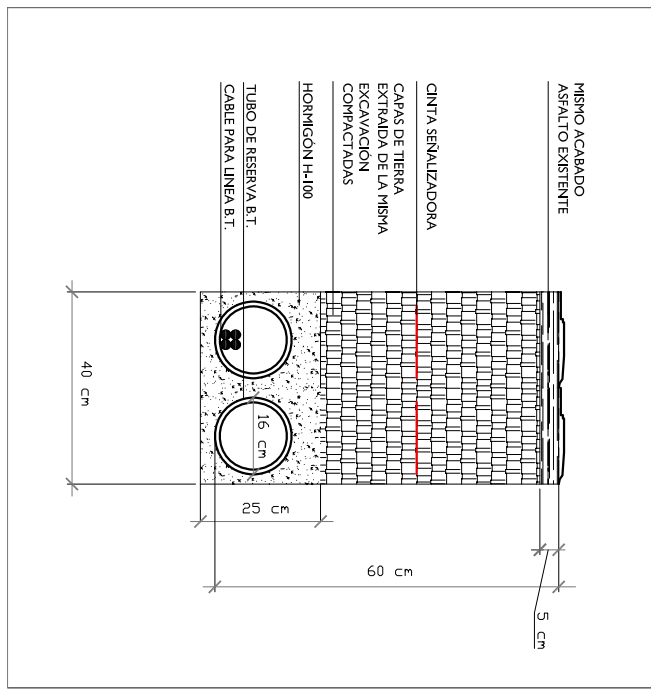 MISMO ACABADO
ASFALTO EXISTENTE
CINTA SEÑALIZADORA
CAPAS DE TIERRA
EXTRAIDA DE LA MISMA
EXCAVACIÓN
COMPACTADAS
HORMIGÓN H-100
TUBO DE RESERVA B.T.
CABLE PARA LINEA B.T.
16 cm
40 cm
25 cm
60 cm
5 cm